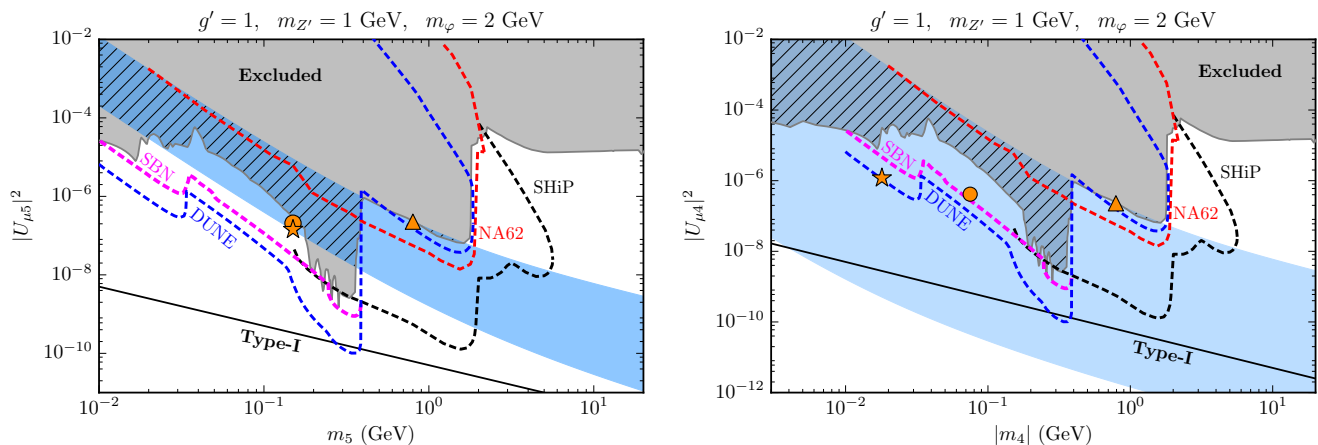 g′ = 1, m_{Z′} = 1 GeV, m_φ = 2 GeV
10^{−2}
10^{−4}
10^{−6}
10^{−8}
10^{−10}
|U_{μ5}|^2
Excluded
SBN
DUNE
SHiP
NA62
Type-I
10^{−2}
10^{−1}
10^{0}
10^{1}
m_5 (GeV)
g′ = 1, m_{Z′} = 1 GeV, m_φ = 2 GeV
10^{−2}
10^{−4}
10^{−6}
10^{−8}
10^{−10}
10^{−12}
|U_{μ4}|^2
Excluded
SBN
DUNE
SHiP
NA62
Type-I
10^{−2}
10^{−1}
10^{0}
10^{1}
|m_4| (GeV)